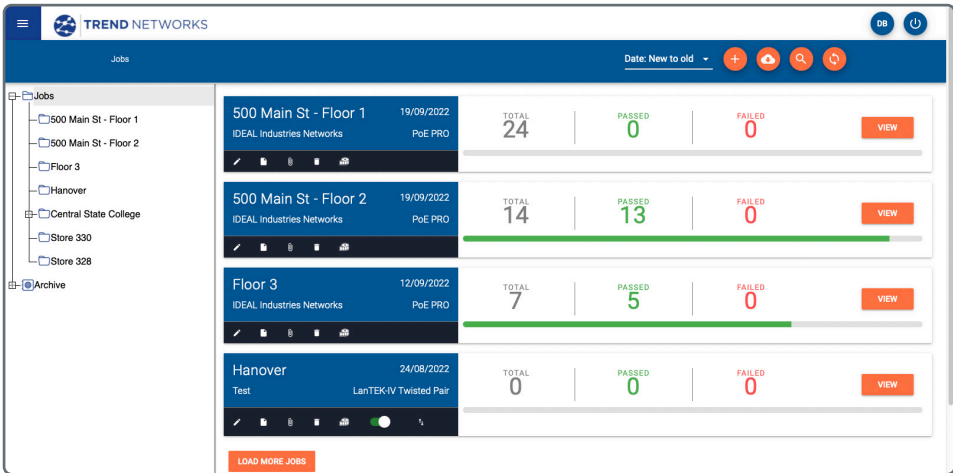 TREND NETWORKS
DB
Jobs
Date: New to old
Jobs
500 Main St - Floor 1
500 Main St - Floor 2
Floor 3
Hanover
Central State College
Store 330
Store 328
Archive
500 Main St - Floor 1 19/09/2022
IDEAL Industries Networks PoE PRO
TOTAL PASSED FAILED
24 0 0
VIEW
500 Main St - Floor 2 19/09/2022
IDEAL Industries Networks PoE PRO
TOTAL PASSED FAILED
14 13 0
VIEW
Floor 3 12/09/2022
IDEAL Industries Networks PoE PRO
TOTAL PASSED FAILED
7 5 0
VIEW
Hanover 24/08/2022
Test LanTEK-IV Twisted Pair
TOTAL PASSED FAILED
0 0 0
VIEW
LOAD MORE JOBS